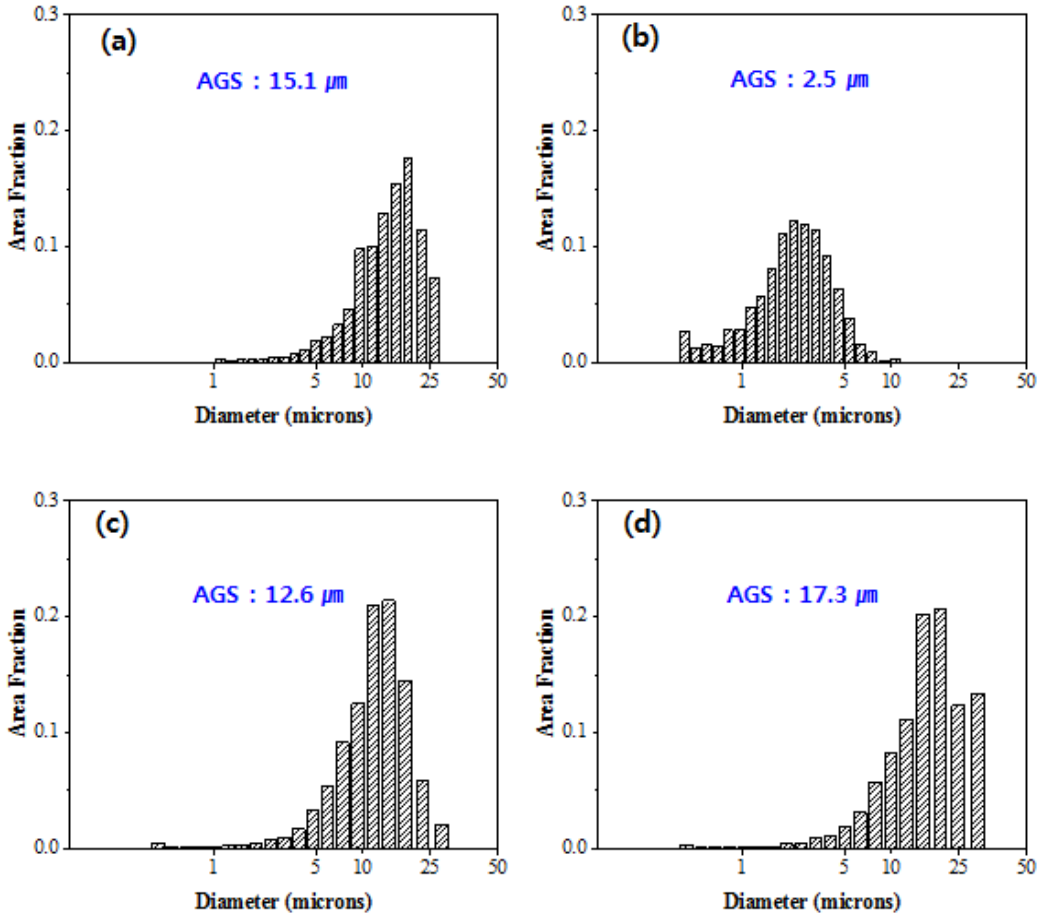 (a)
AGS : 15.1 ㎛
0.3
0.2
0.1
0.0
Area Fraction
1 5 10 25 50
Diameter (microns)
(b)
AGS : 2.5 ㎛
0.3
0.2
0.1
0.0
Area Fraction
1 5 10 25 50
Diameter (microns)
(c)
AGS : 12.6 ㎛
0.3
0.2
0.1
0.0
Area Fraction
1 5 10 25 50
Diameter (microns)
(d)
AGS : 17.3 ㎛
0.3
0.2
0.1
0.0
Area Fraction
1 5 10 25 50
Diameter (microns)